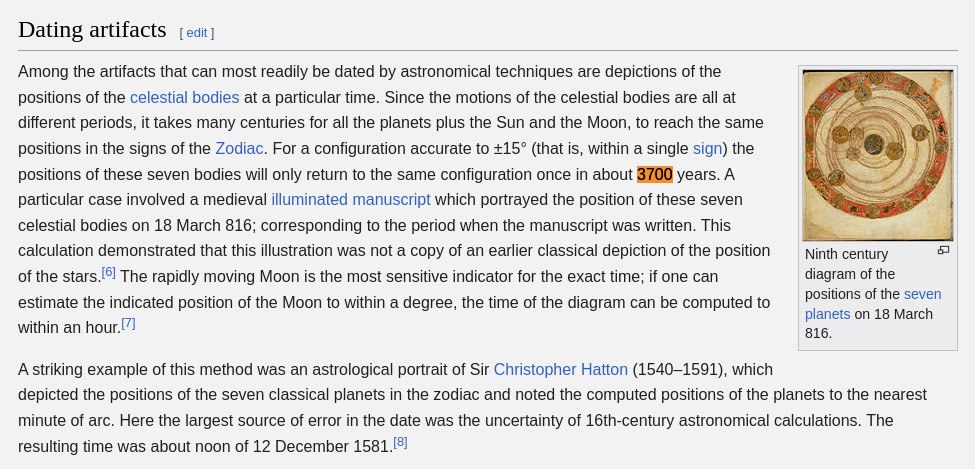 Dating artifacts [ edit ]
Among the artifacts that can most readily be dated by astronomical techniques are depictions of the
positions of the celestial bodies at a particular time. Since the motions of the celestial bodies are all at
different periods, it takes many centuries for all the planets plus the Sun and the Moon, to reach the same
positions in the signs of the Zodiac. For a configuration accurate to ±15° (that is, within a single sign) the
positions of these seven bodies will only return to the same configuration once in about 3700 years. A
particular case involved a medieval illuminated manuscript which portrayed the position of these seven
celestial bodies on 18 March 816; corresponding to the period when the manuscript was written. This
calculation demonstrated that this illustration was not a copy of an earlier classical depiction of the position
of the stars.[6] The rapidly moving Moon is the most sensitive indicator for the exact time; if one can
estimate the indicated position of the Moon to within a degree, the time of the diagram can be computed to
within an hour.[7]
Ninth century
diagram of the
positions of the seven
planets on 18 March
816.
A striking example of this method was an astrological portrait of Sir Christopher Hatton (1540–1591), which
depicted the positions of the seven classical planets in the zodiac and noted the computed positions of the planets to the nearest
minute of arc. Here the largest source of error in the date was the uncertainty of 16th-century astronomical calculations. The
resulting time was about noon of 12 December 1581.[8]